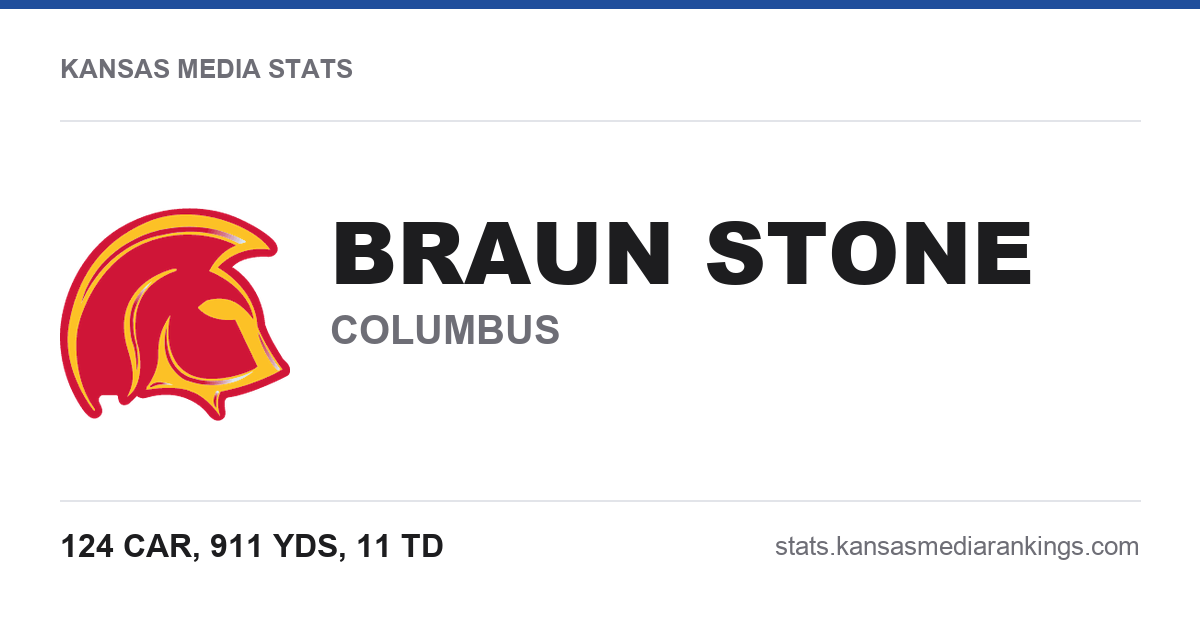 KANSAS MEDIA STATS
BRAUN STONE
COLUMBUS
124 CAR, 911 YDS, 11 TD
stats.kansasmediarankings.com